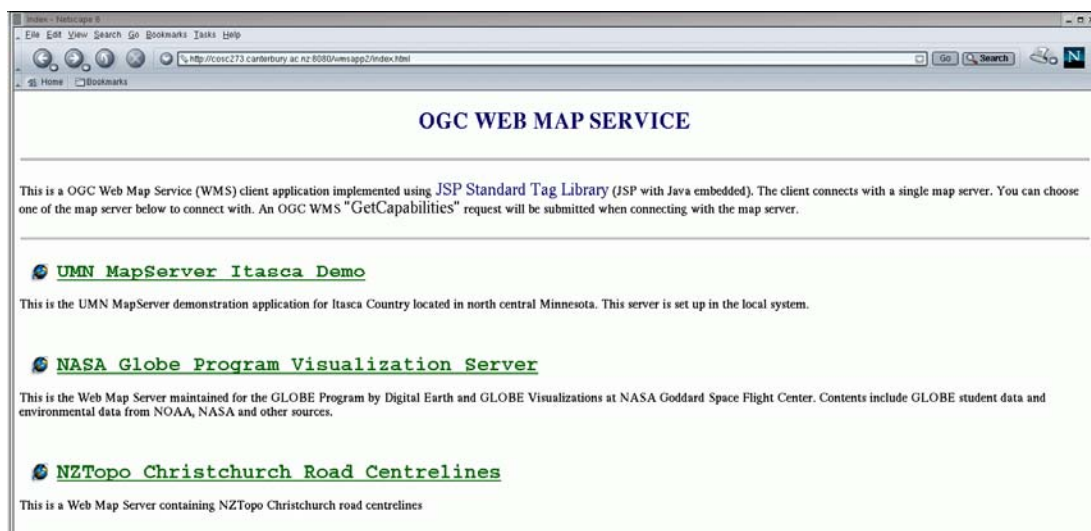 Index - Netscape 6
File Edit View Search Go Bookmarks Tasks Help
http://cosc273.canterbury.ac.nz:8080/wmsapp2/index.html Go Search N
Home Bookmarks
OGC WEB MAP SERVICE
This is a OGC Web Map Service (WMS) client application implemented using JSP Standard Tag Library (JSP with Java embedded). The client connects with a single map server. You can choose
one of the map server below to connect with. An OGC WMS "GetCapabilities" request will be submitted when connecting with the map server.
UMN MapServer Itasca Demo
This is the UMN MapServer demonstration application for Itasca Country located in north central Minnesota. This server is set up in the local system.
NASA Globe Program Visualization Server
This is the Web Map Server maintained for the GLOBE Program by Digital Earth and GLOBE Visualizations at NASA Goddard Space Flight Center. Contents include GLOBE student data and
environmental data from NOAA, NASA and other sources.
NZTopo Christchurch Road Centrelines
This is a Web Map Server containing NZTopo Christchurch road centrelines